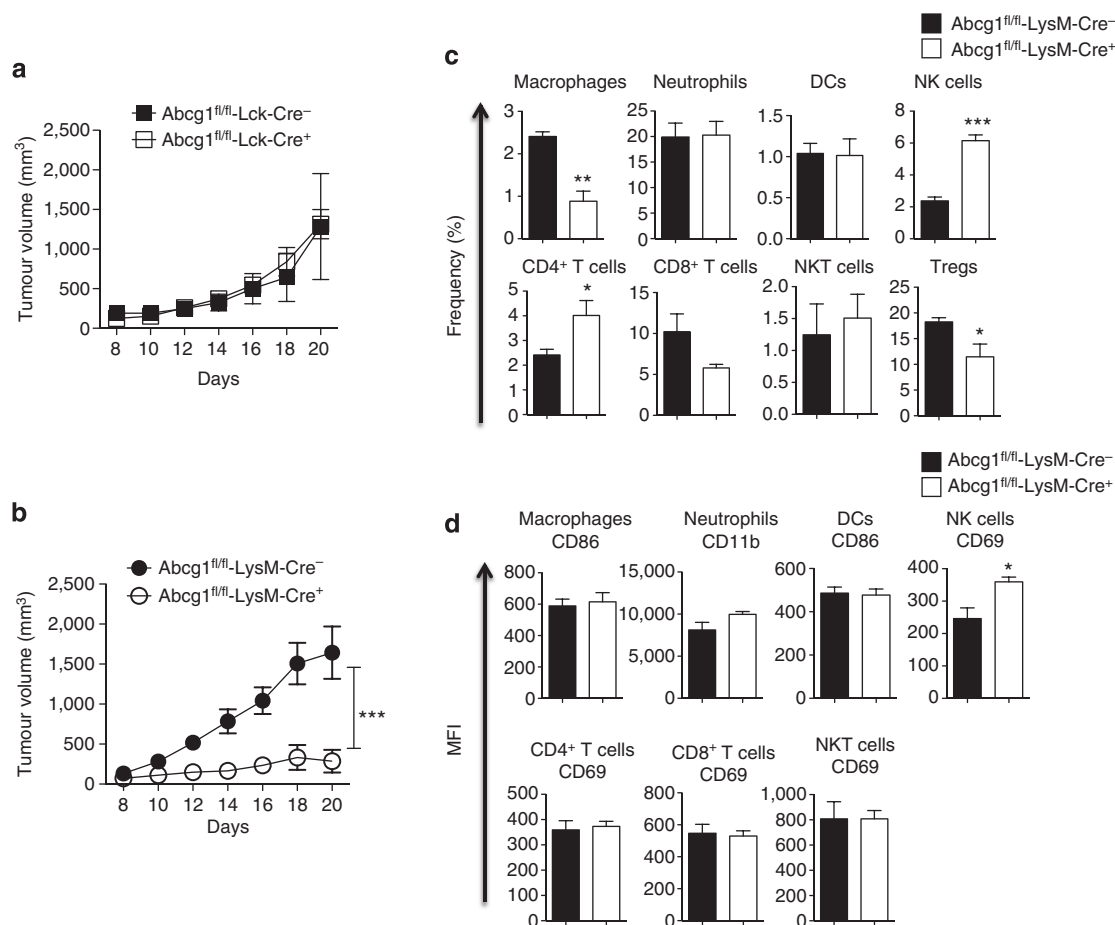 a
Abcg1fl/fl-Lck-Cre–
Abcg1fl/fl-Lck-Cre+
Tumour volume (mm3)
2,500
2,000
1,500
1,000
500
0
8 10 12 14 16 18 20
Days
b
Abcg1fl/fl-LysM-Cre–
Abcg1fl/fl-LysM-Cre+
Tumour volume (mm3)
2,500
2,000
1,500
1,000
500
0
***
8 10 12 14 16 18 20
Days
Abcg1fl/fl-LysM-Cre–
Abcg1fl/fl-LysM-Cre+
c
Frequency (%)
Macrophages
3
2
1
0
**
Neutrophils
25
20
15
10
5
0
DCs
1.5
1.0
0.5
0.0
NK cells
8
6
4
2
0
***
CD4+ T cells
5
4
3
2
1
0
*
CD8+ T cells
15
10
5
0
NKT cells
2.0
1.5
1.0
0.5
0.0
Tregs
25
20
15
10
5
0
*
Abcg1fl/fl-LysM-Cre–
Abcg1fl/fl-LysM-Cre+
d
MFI
Macrophages
CD86
800
600
400
200
0
Neutrophils
CD11b
15,000
10,000
5,000
0
DCs
CD86
600
400
200
0
NK cells
CD69
400
300
200
100
0
*
CD4+ T cells
CD69
500
400
300
200
100
0
CD8+ T cells
CD69
800
600
400
200
0
NKT cells
CD69
1,000
800
600
400
200
0